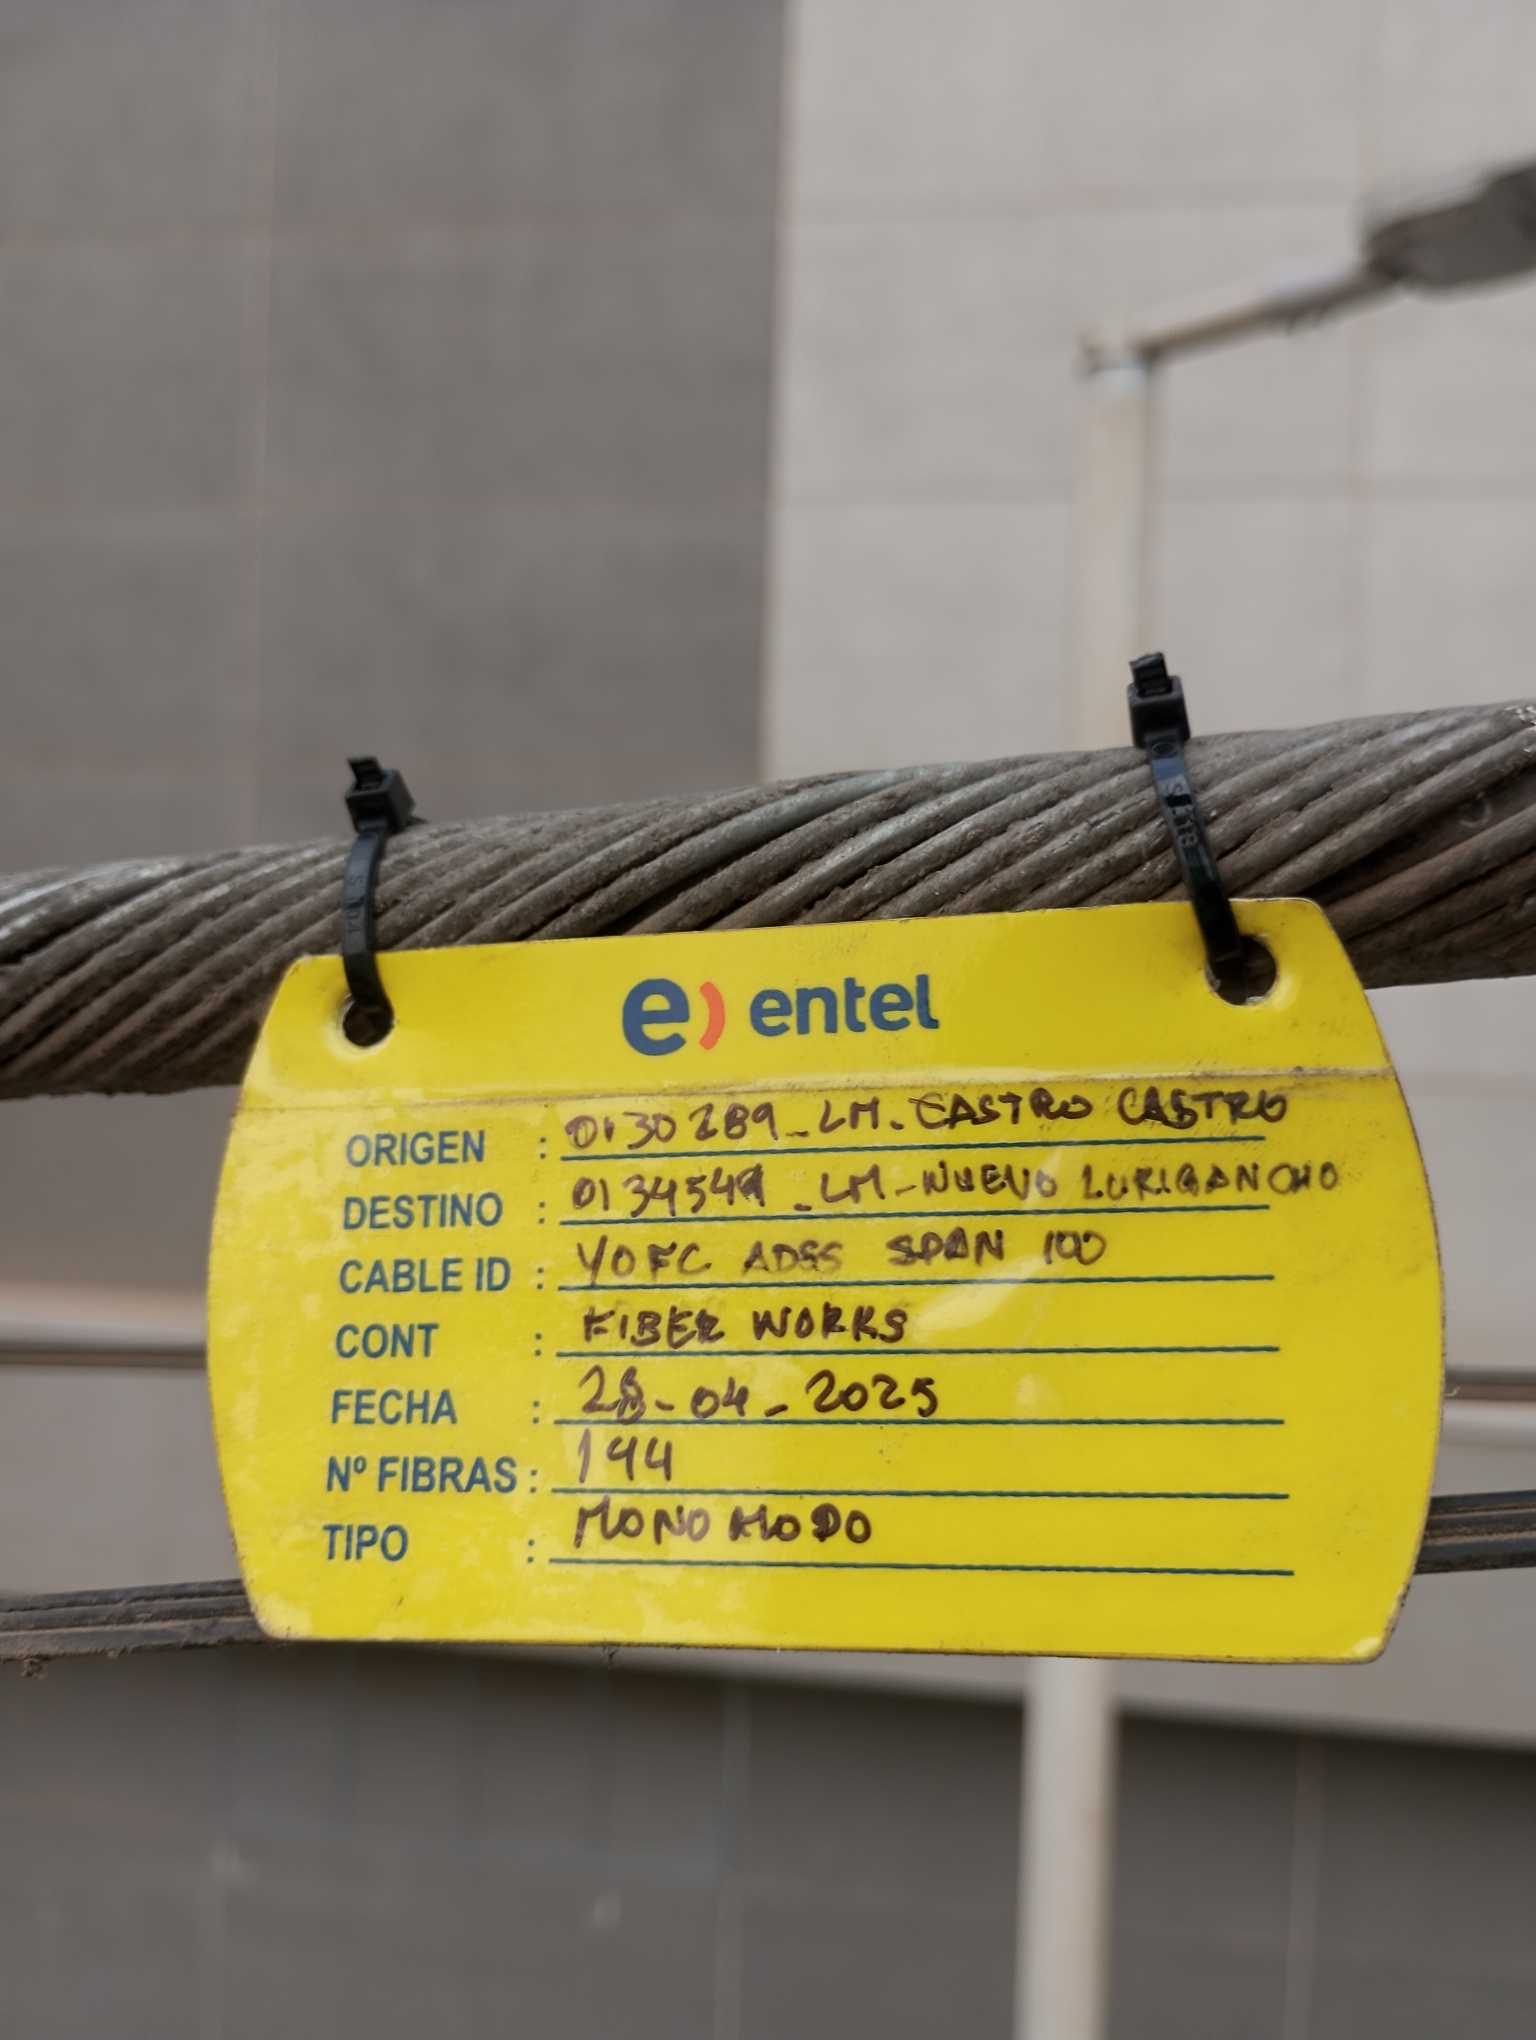 e) entel
ORIGEN : 0130289_LM_CASTRO CASTRO
DESTINO : 0134549_LM-NUEVO LURIGANCHO
CABLE ID : YOFC ADSS SPAN 100
CONT : FIBER WORKS
FECHA : 28-04-2025
Nº FIBRAS : 144
TIPO : MONOMODO